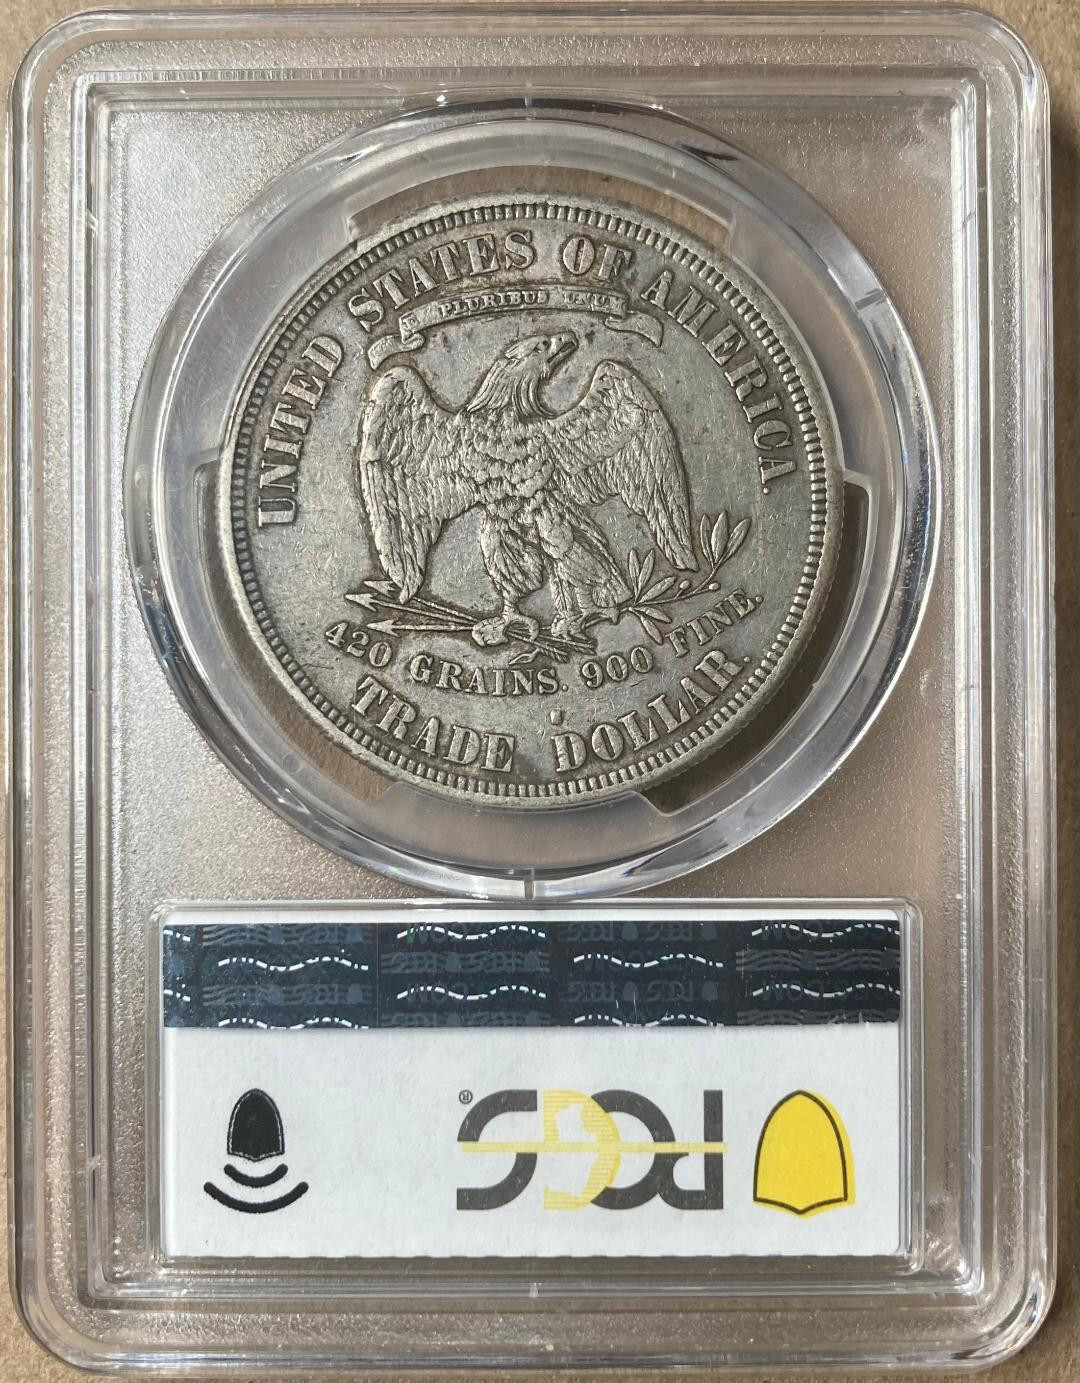 UNITED STATES OF AMERICA.
E PLURIBUS UNUM
420 GRAINS. 900 FINE.
TRADE DOLLAR.
PCGS ®